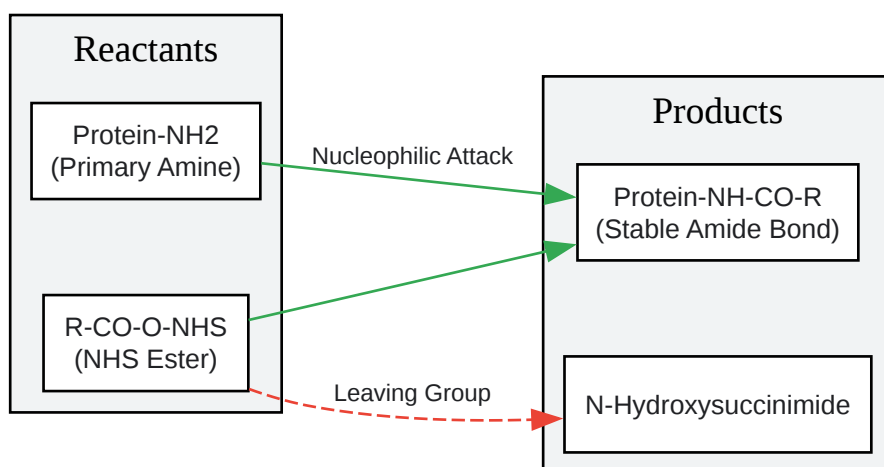 Reactants
Protein-NH2
(Primary Amine)
R-CO-O-NHS
(NHS Ester)
Nucleophilic Attack
Leaving Group
Products
Protein-NH-CO-R
(Stable Amide Bond)
N-Hydroxysuccinimide